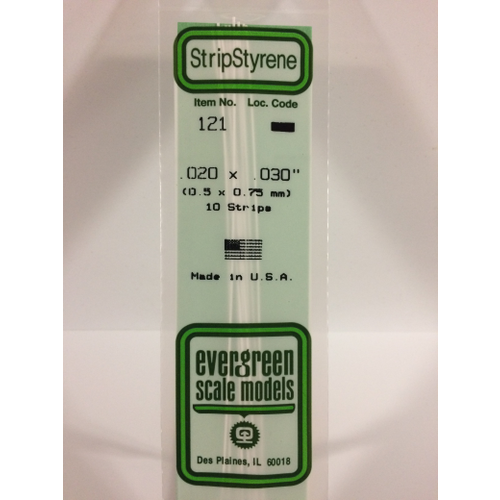 StripStyrene
Item No. Loc. Code
121
.020 x .030"
(0.5 x 0.75 mm)
10 Strips
Made in U.S.A.
evergreen
scale models
Des Plaines, IL 60018